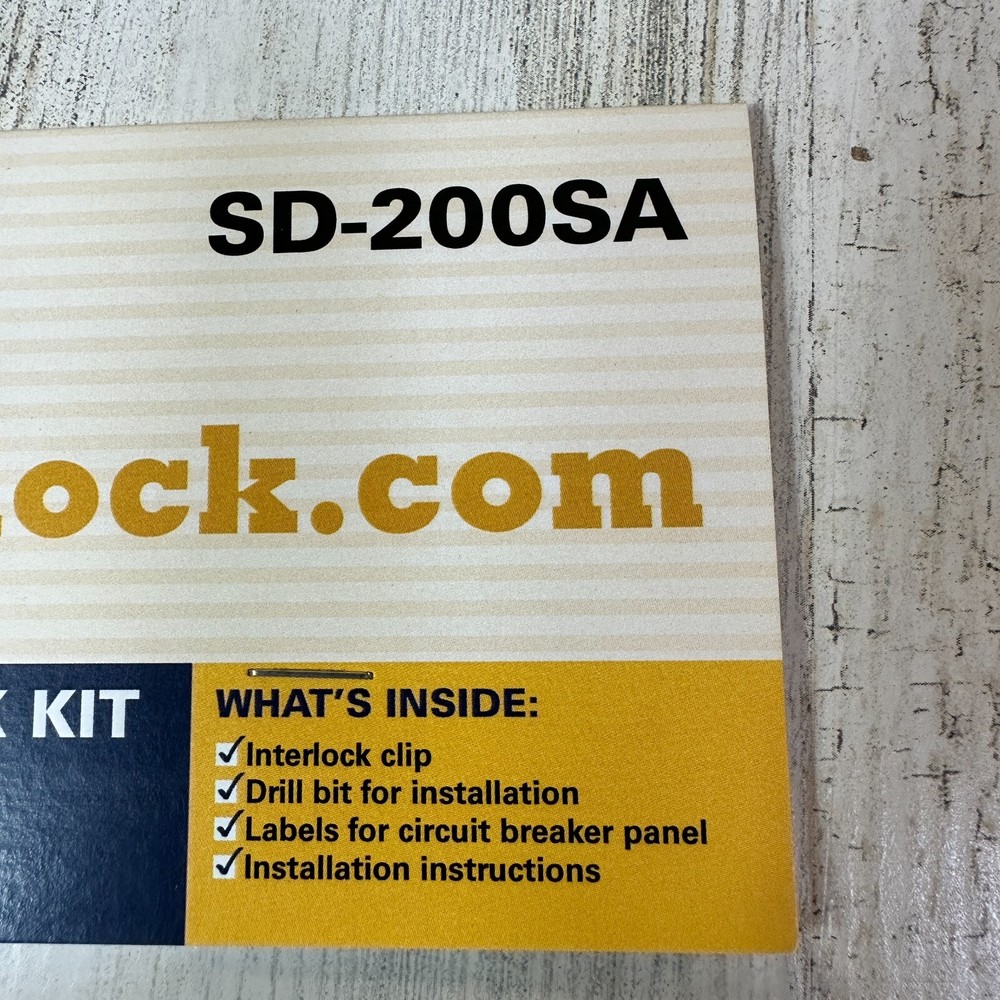 SD-200SA
ock.com
KIT
WHAT'S INSIDE:
✓Interlock clip
✓Drill bit for installation
✓Labels for circuit breaker panel
✓Installation instructions